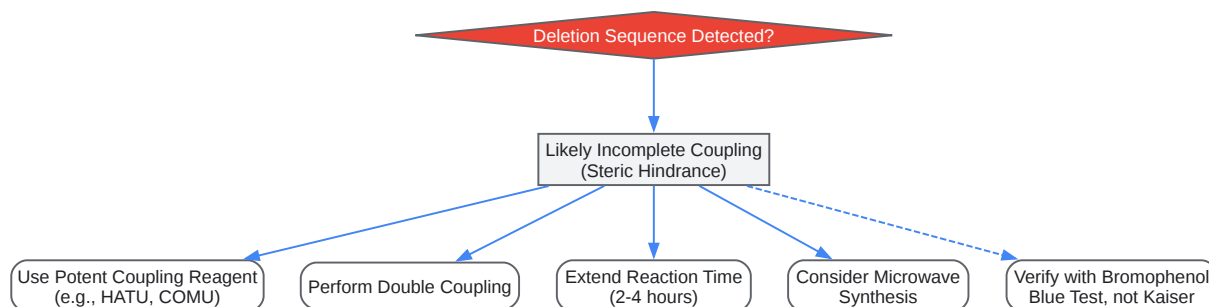 Deletion Sequence Detected?
Likely Incomplete Coupling
(Steric Hindrance)
Use Potent Coupling Reagent
(e.g., HATU, COMU)
Perform Double Coupling
Extend Reaction Time
(2-4 hours)
Consider Microwave
Synthesis
Verify with Bromophenol
Blue Test, not Kaiser